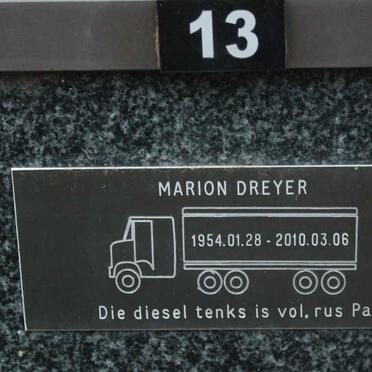 13
MARION DREYER
1954.01.28 - 2010.03.06
Die diesel tenks is vol, rus Pa